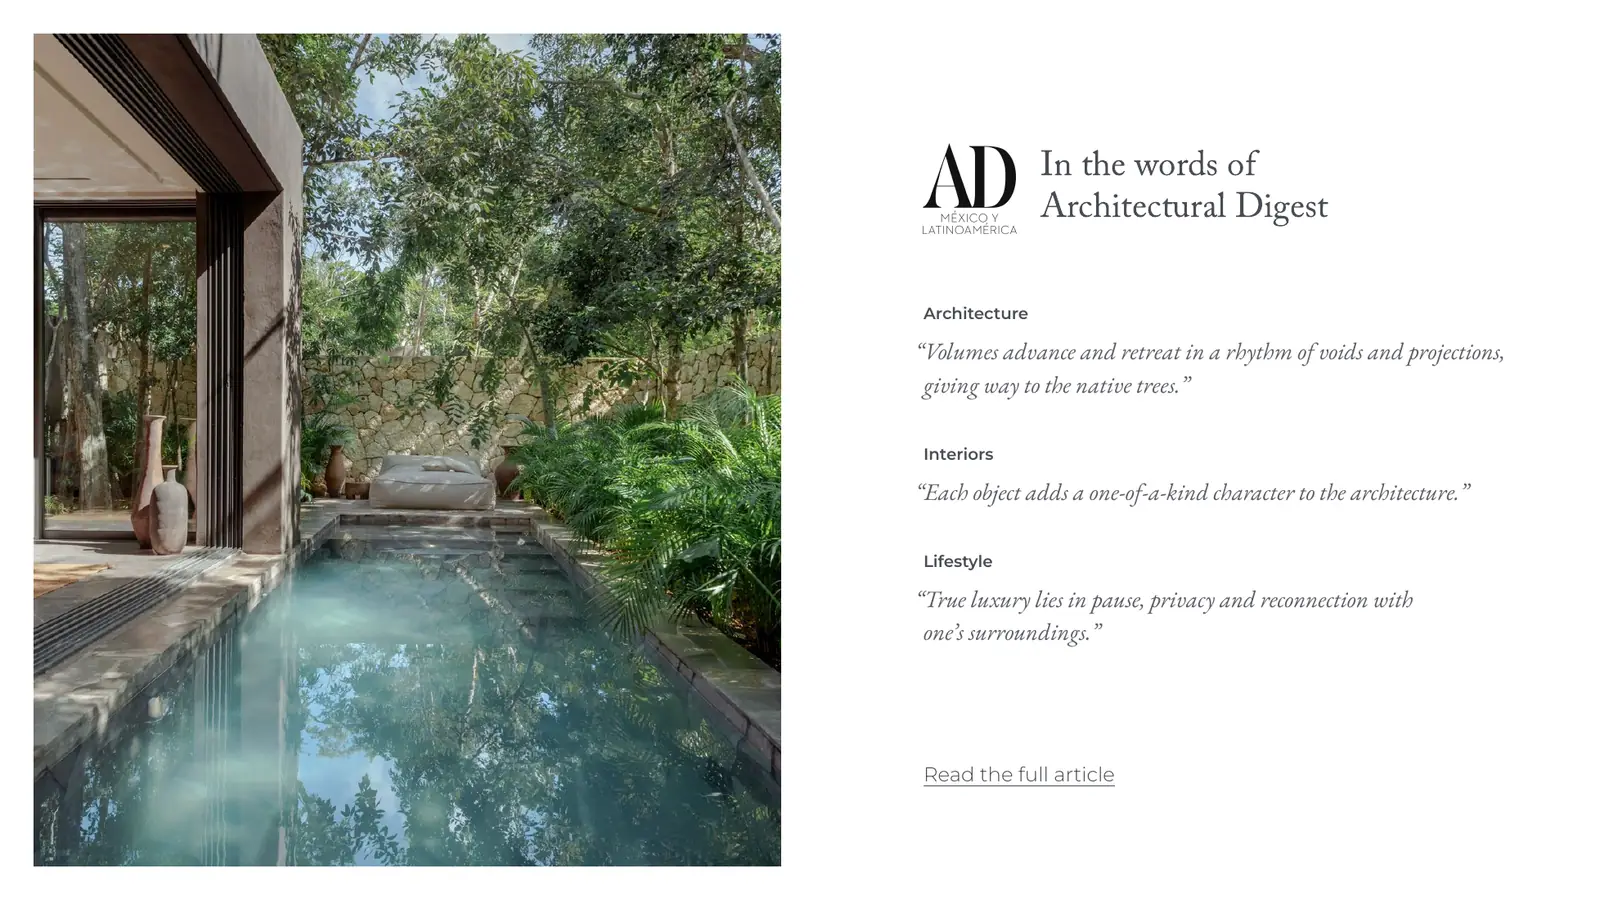 AD
MÉXICO Y
LATINOAMÉRICA
In the words of
Architectural Digest
Architecture
“Volumes advance and retreat in a rhythm of voids and projections,
giving way to the native trees.”
Interiors
“Each object adds a one-of-a-kind character to the architecture.”
Lifestyle
“True luxury lies in pause, privacy and reconnection with
one’s surroundings.”
Read the full article